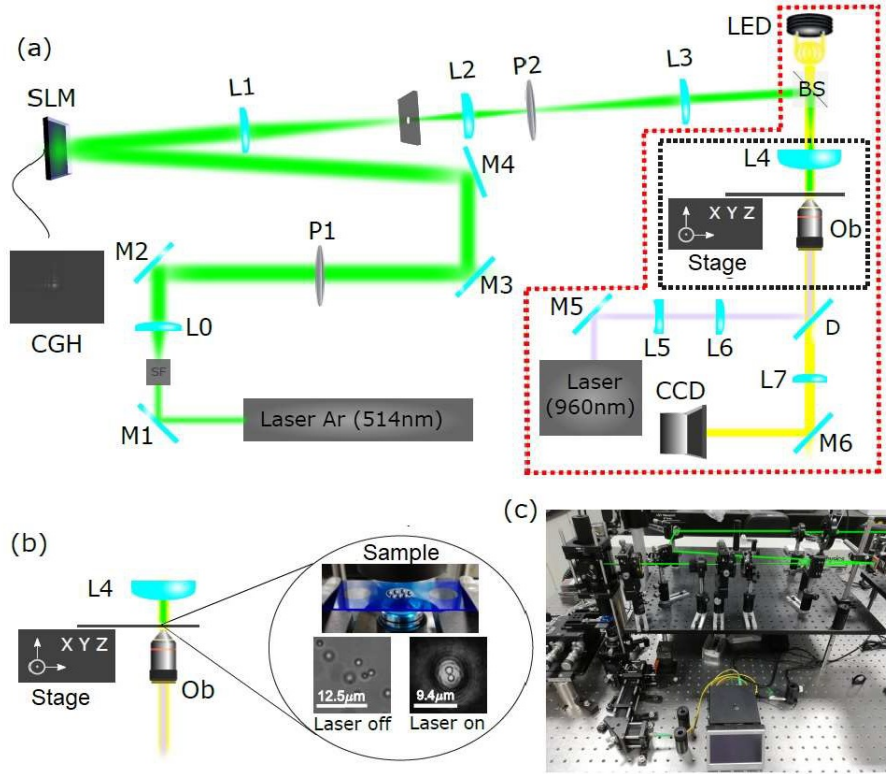 (a)
SLM
L1
L2
P2
L3
LED
BS
M4
L4
X Y Z
Stage
Ob
P1
M2
M3
CGH
L0
SF
M1
Laser Ar (514nm)
M5
L5
L6
D
Laser
(960nm)
CCD
L7
M6
(b)
L4
X Y Z
Stage
Ob
Sample
12.5μm
9.4μm
Laser off
Laser on
(c)